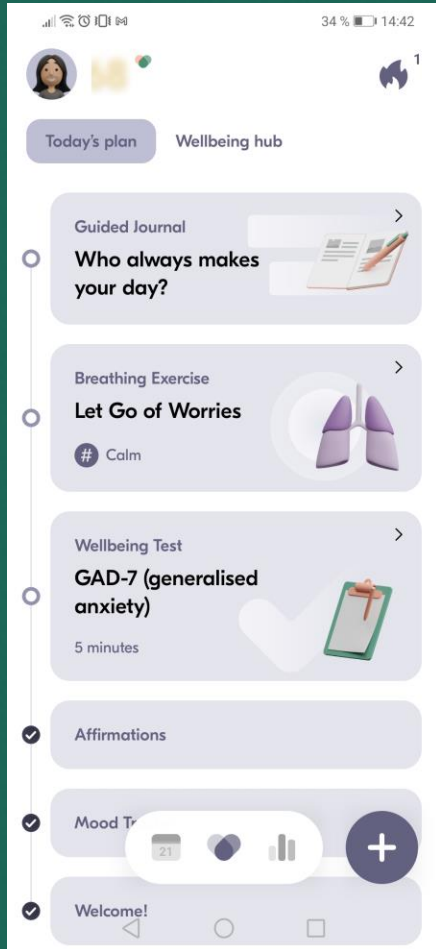 34 % 14:42
1
Today's plan Wellbeing hub
Guided Journal
Who always makes
your day?
Breathing Exercise
Let Go of Worries
# Calm
Wellbeing Test
GAD-7 (generalised
anxiety)
5 minutes
Affirmations
Mood
21
+
Welcome!